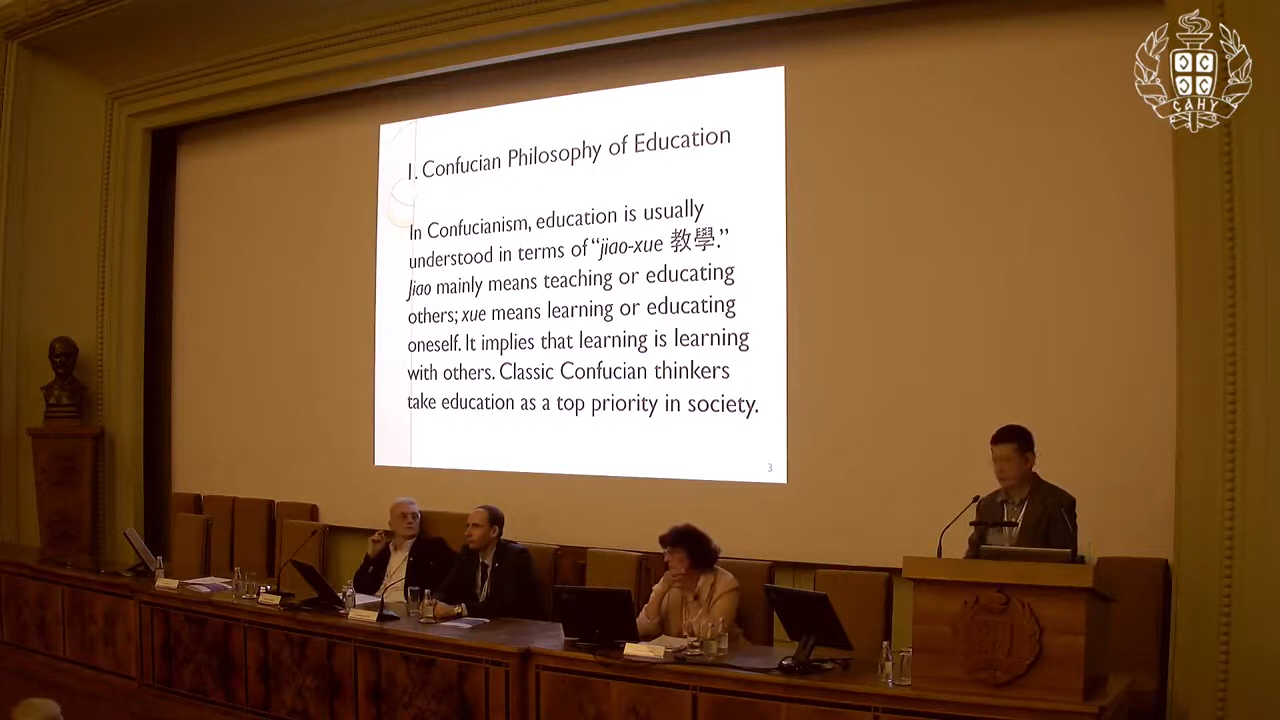 1. Confucian Philosophy of Education
In Confucianism, education is usually
understood in terms of “jiao-xue 教學.”
Jiao mainly means teaching or educating
others; xue means learning or educating
oneself. It implies that learning is learning
with others. Classic Confucian thinkers
take education as a top priority in society.
3
САНУ